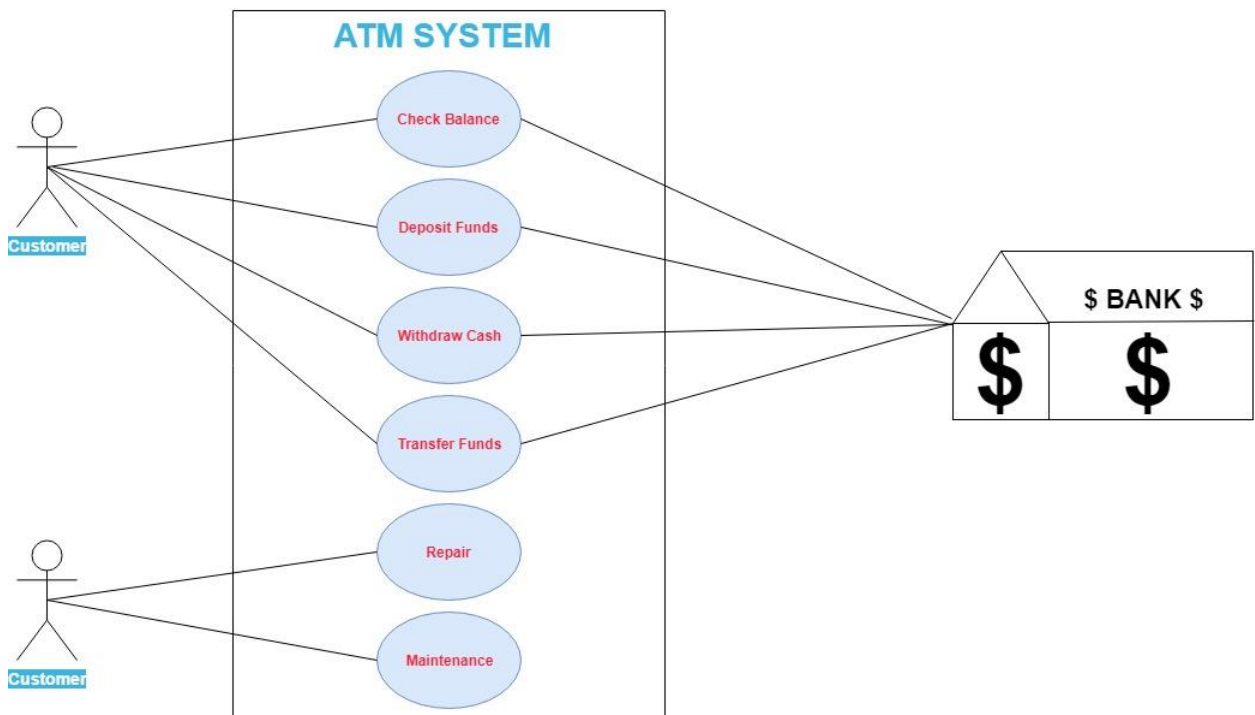 ATM SYSTEM
Check Balance
Customer
Deposit Funds
$ BANK $
Withdraw Cash
$ $
Transfer Funds
Repair
Maintenance
Customer